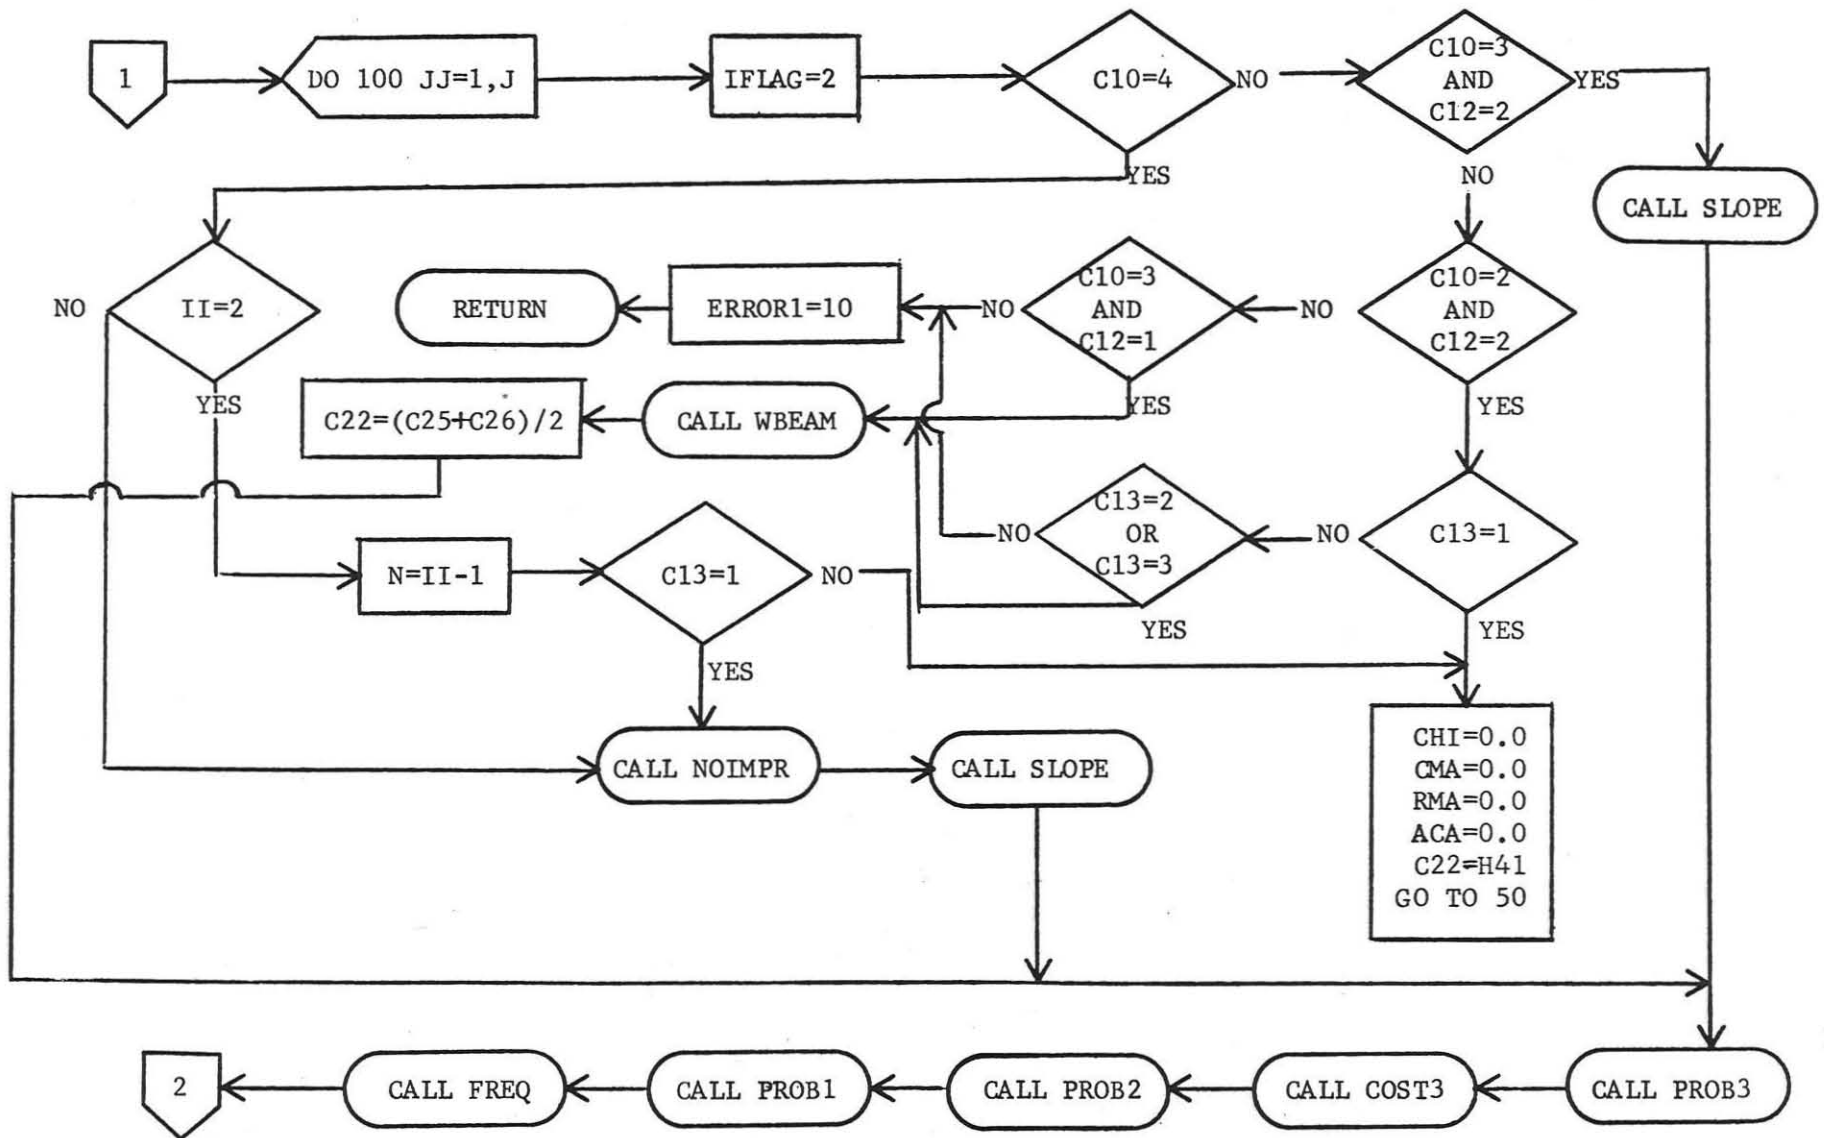 1
DO 100 JJ=1,J
IFLAG=2
C10=4
NO
C10=3
AND
C12=2
YES
YES
NO
CALL SLOPE
NO
II=2
YES
RETURN
ERROR1=10
NO
C10=3
AND
C12=1
NO
C10=2
AND
C12=2
YES
YES
C22=(C25+C26)/2
CALL WBEAM
NO
C13=2
OR
C13=3
NO
C13=1
YES
YES
N=II-1
C13=1
NO
YES
CALL NOIMPR
CALL SLOPE
CHI=0.0
CMA=0.0
RMA=0.0
ACA=0.0
C22=H41
GO TO 50
2
CALL FREQ
CALL PROB1
CALL PROB2
CALL COST3
CALL PROB3